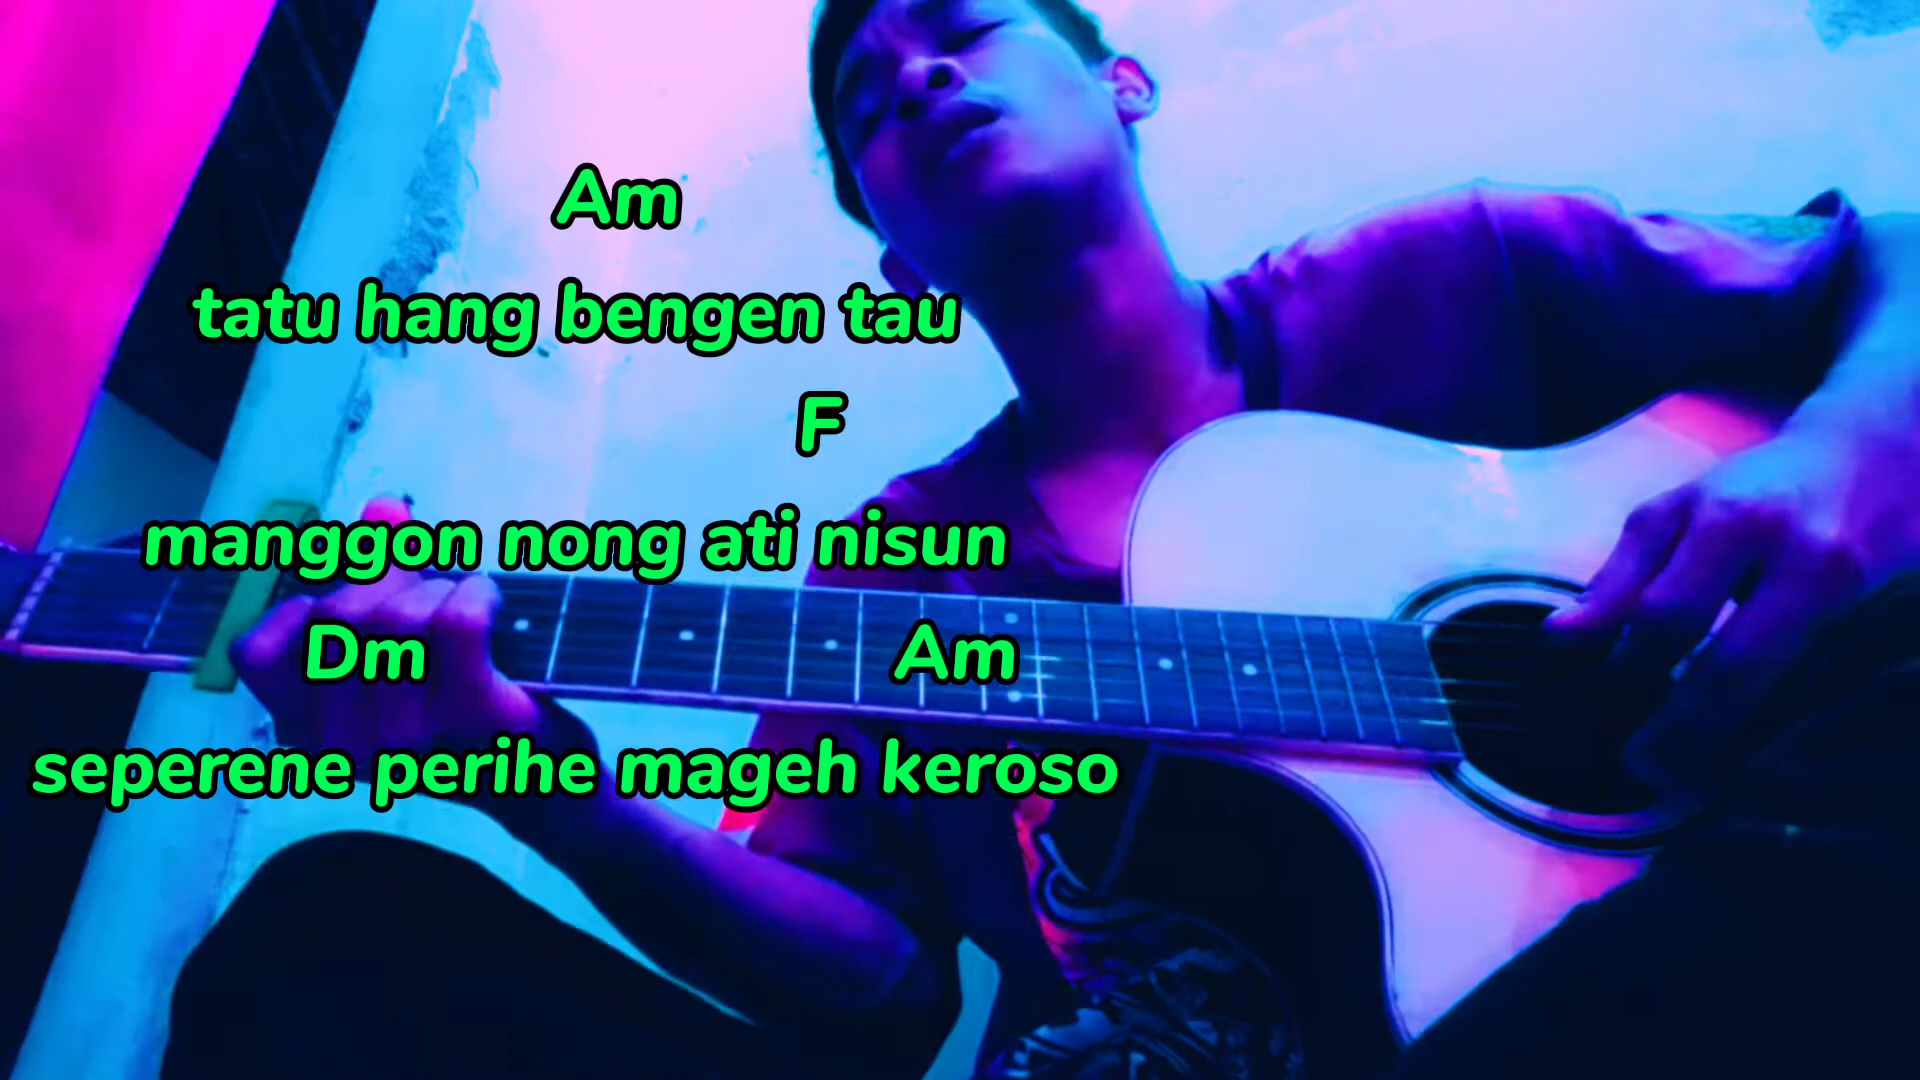 Am
tatu hang bengen tau
F
manggon nong ati nisun
Dm Am
seperene perihe mageh keroso